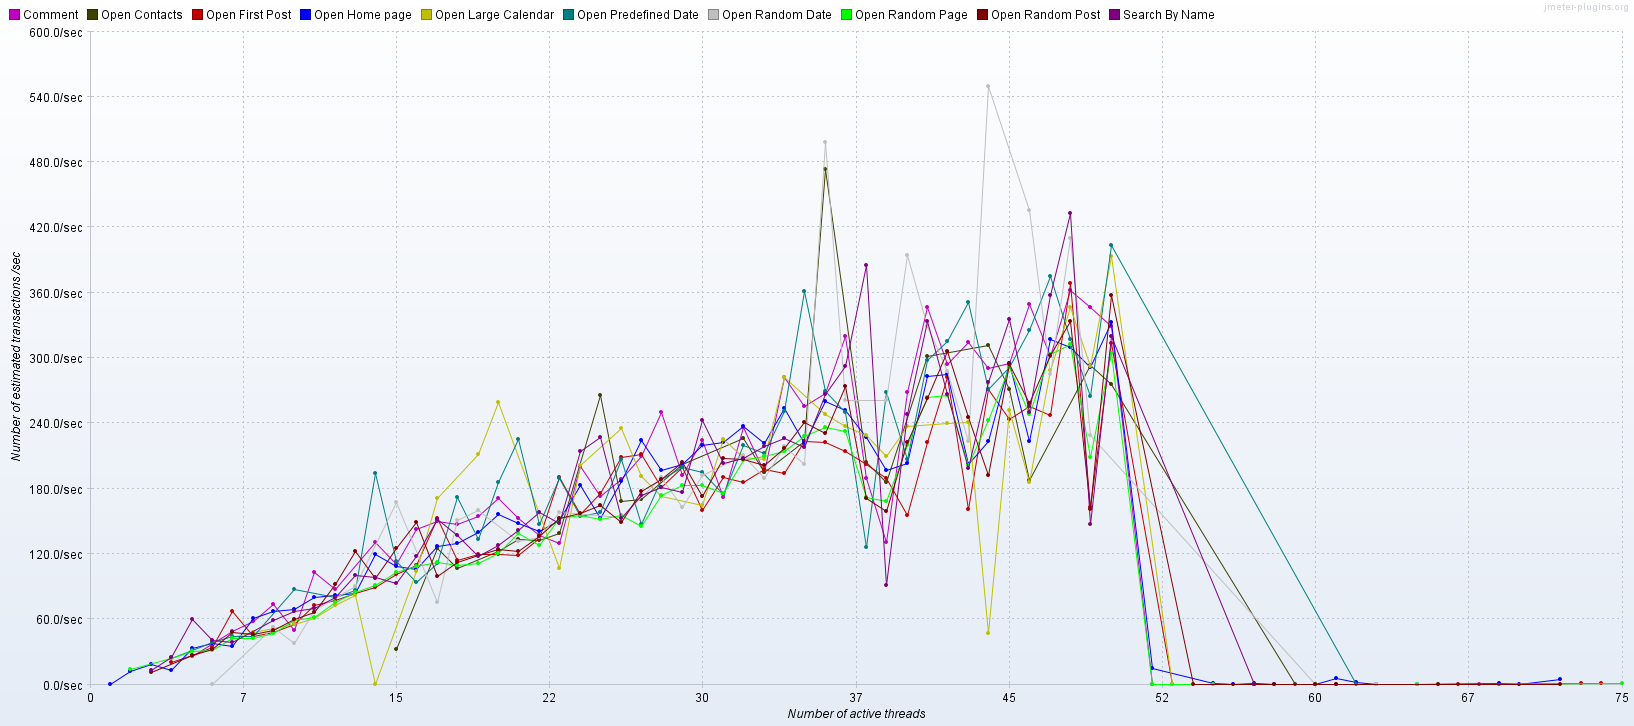 jmeter-plugins.org
Comment Open Contacts Open First Post Open Home page Open Large Calendar Open Predefined Date Open Random Date Open Random Page Open Random Post Search By Name
600.0/sec
540.0/sec
480.0/sec
420.0/sec
360.0/sec
300.0/sec
240.0/sec
180.0/sec
120.0/sec
60.0/sec
0.0/sec
Number of estimated transactions/sec
0 7 15 22 30 37 45 52 60 67 75
Number of active threads